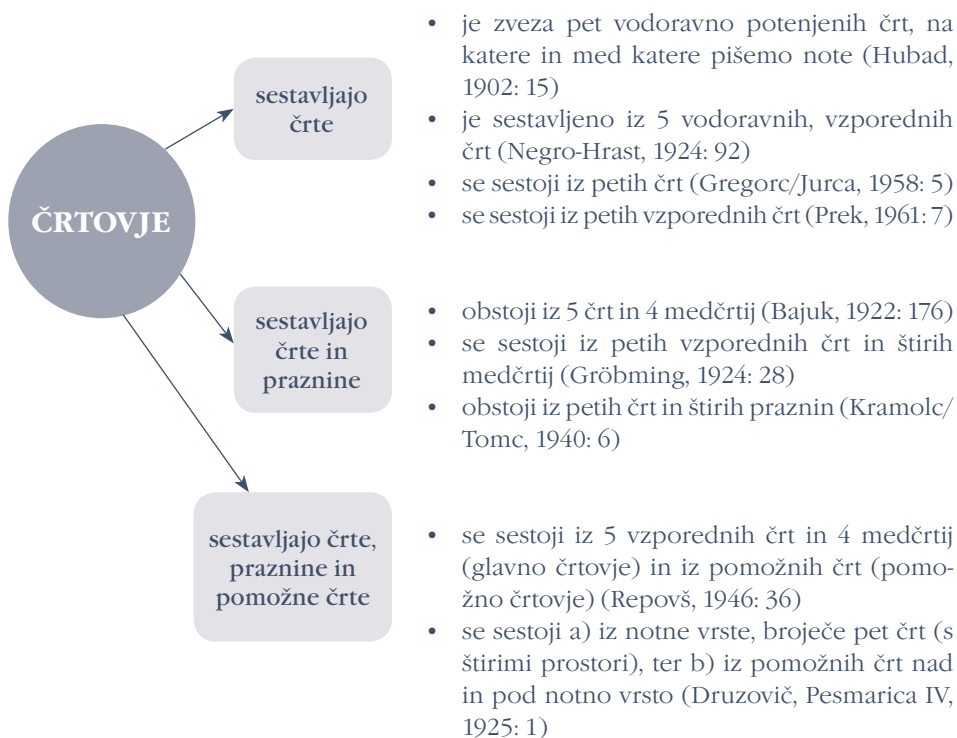 ČRTOVJE
sestavljajo
črte
• je zveza pet vodoravno potenjenih črt, na
katere in med katere pišemo note (Hubad,
1902: 15)
• je sestavljeno iz 5 vodoravnih, vzporednih
črt (Negro-Hrast, 1924: 92)
• se sestoji iz petih črt (Gregorc/Jurca, 1958: 5)
• se sestoji iz petih vzporednih črt (Prek, 1961: 7)
sestavljajo
črte in
praznine
• obstoji iz 5 črt in 4 medčrtij (Bajuk, 1922: 176)
• se sestoji iz petih vzporednih črt in štirih
medčrtij (Gröbming, 1924: 28)
• obstoji iz petih črt in štirih praznin (Kramolc/
Tomc, 1940: 6)
sestavljajo črte,
praznine in
pomožne črte
• se sestoji iz 5 vzporednih črt in 4 medčrtij
(glavno črtovje) in iz pomožnih črt (pomo-
žno črtovje) (Repovš, 1946: 36)
• se sestoji a) iz notne vrste, broječe pet črt (s
štirimi prostori), ter b) iz pomožnih črt nad
in pod notno vrsto (Druzovič, Pesmarica IV,
1925: 1)